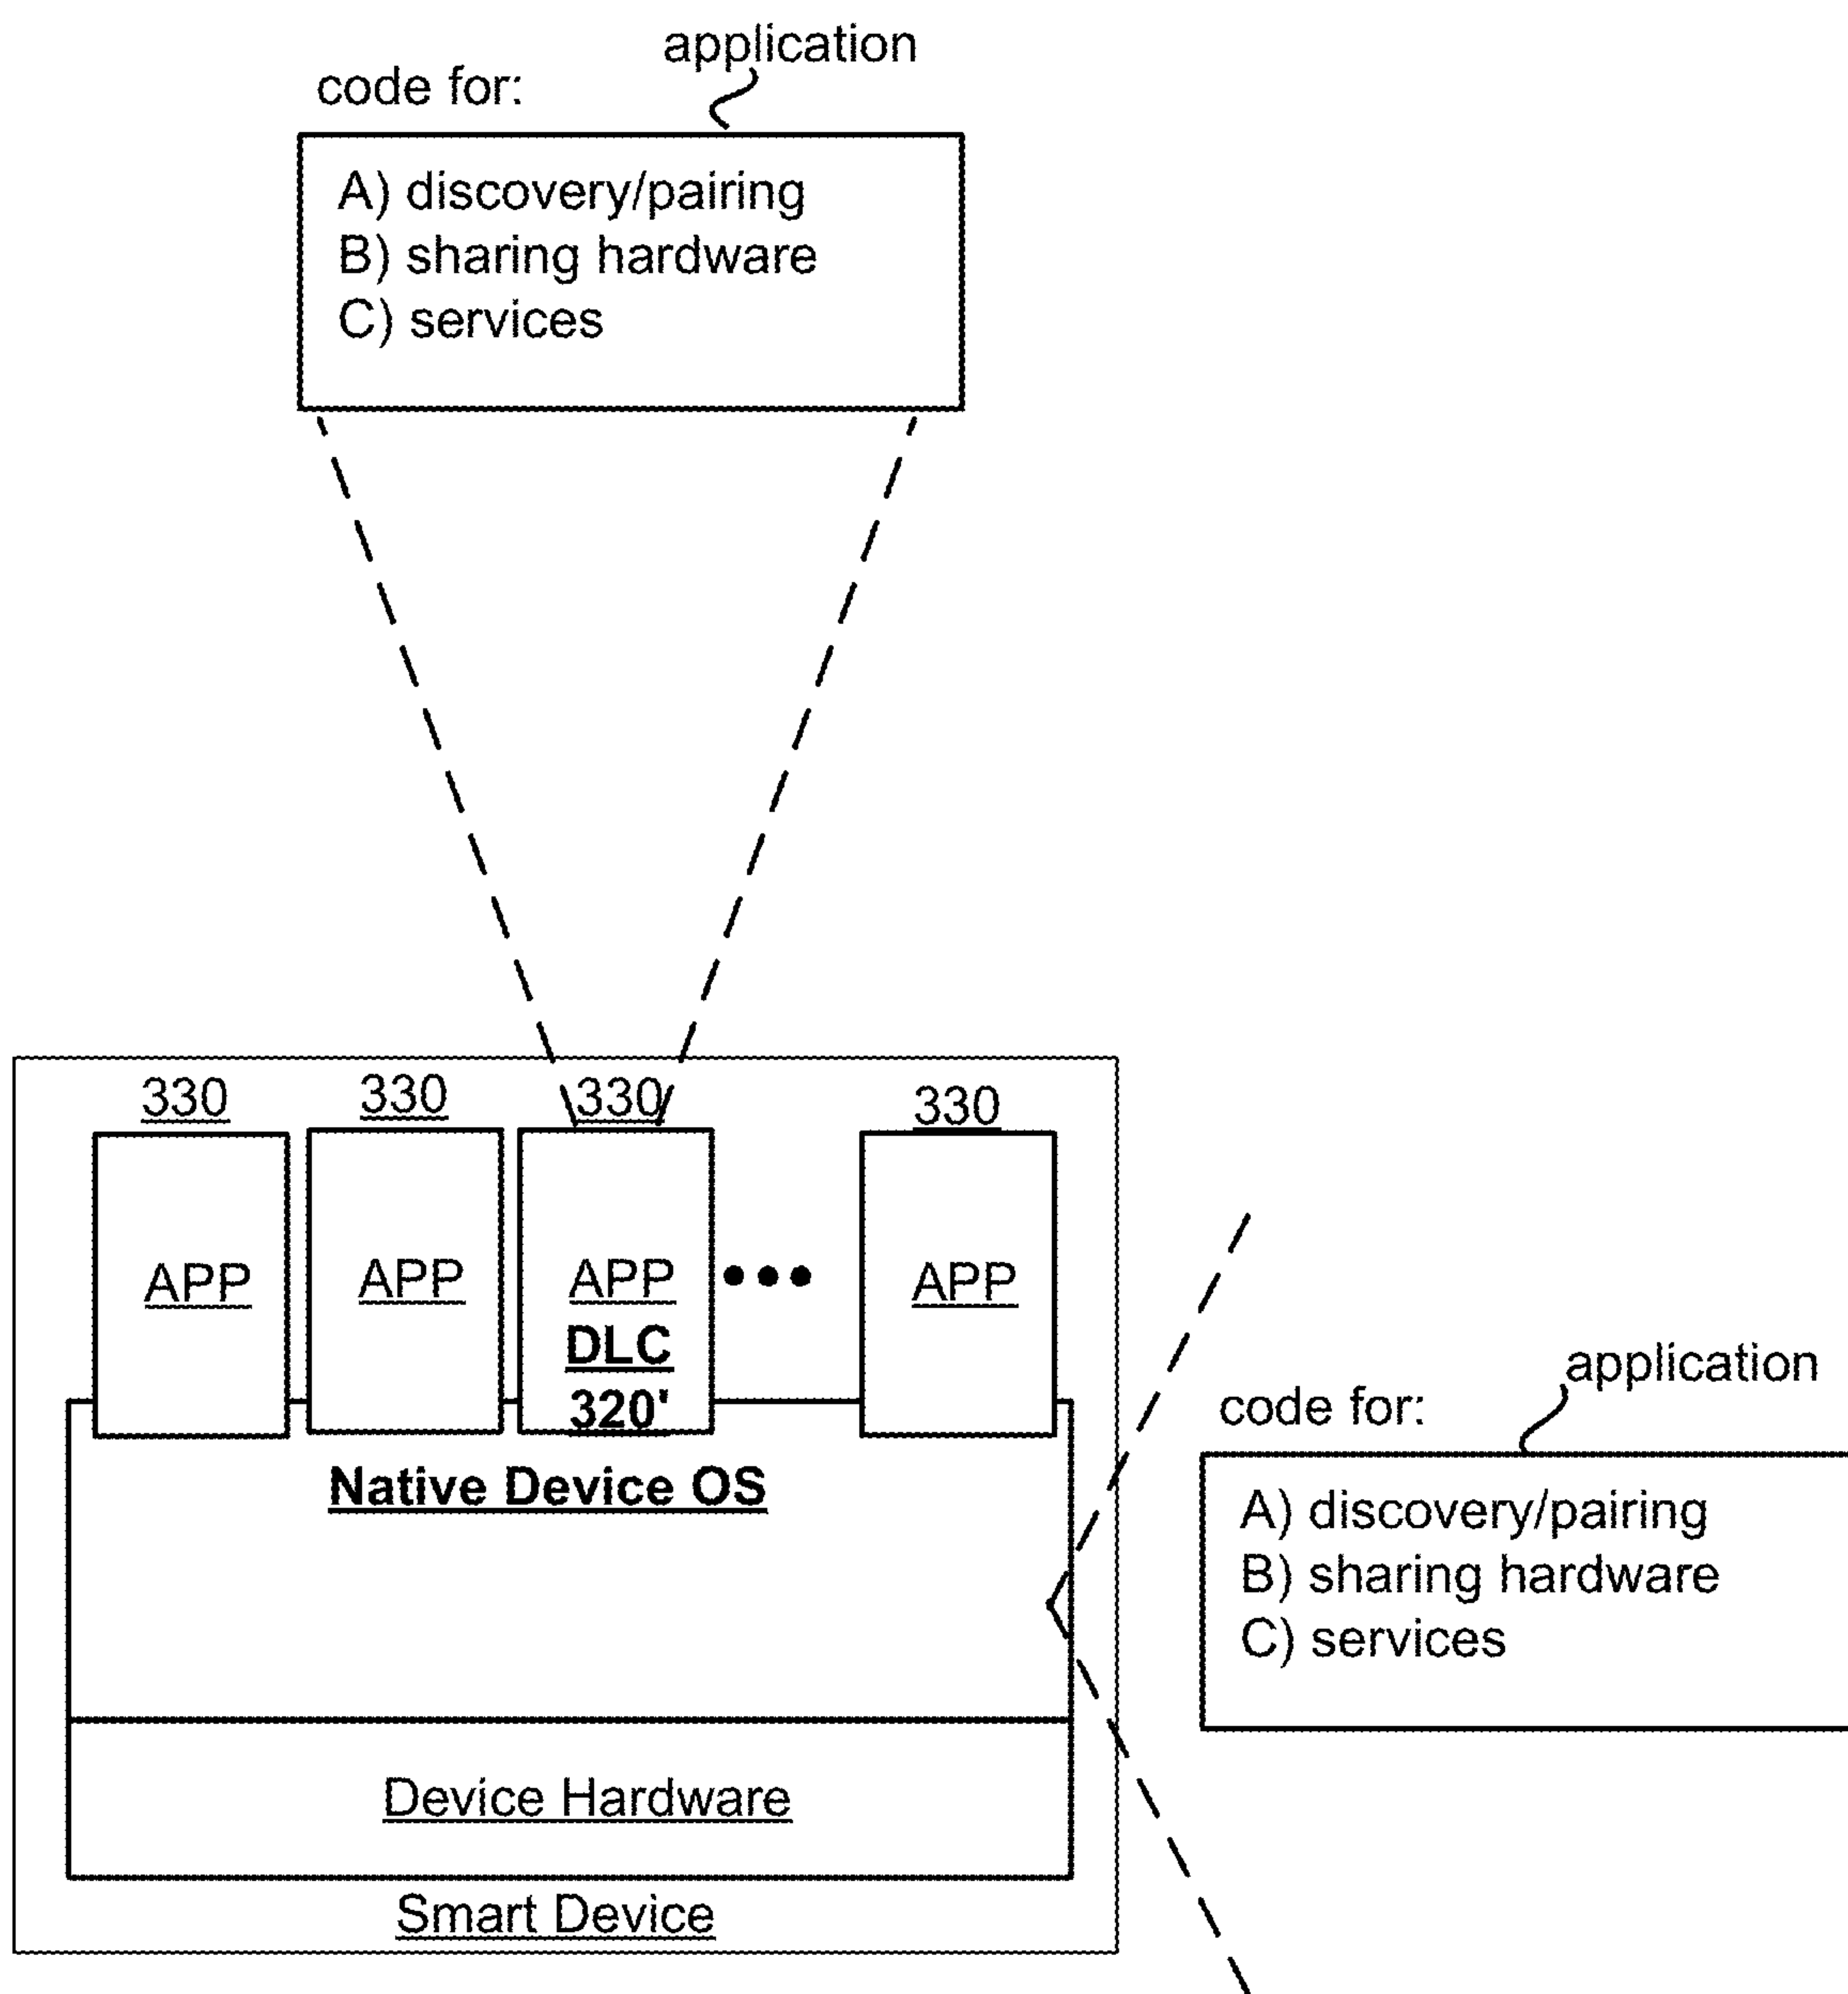 application
code for:
A) discovery/pairing
B) sharing hardware
C) services
330 330 330 330
APP APP APP ●●● APP
DLC
320'
Native Device OS
Device Hardware
Smart Device
application
code for:
A) discovery/pairing
B) sharing hardware
C) services